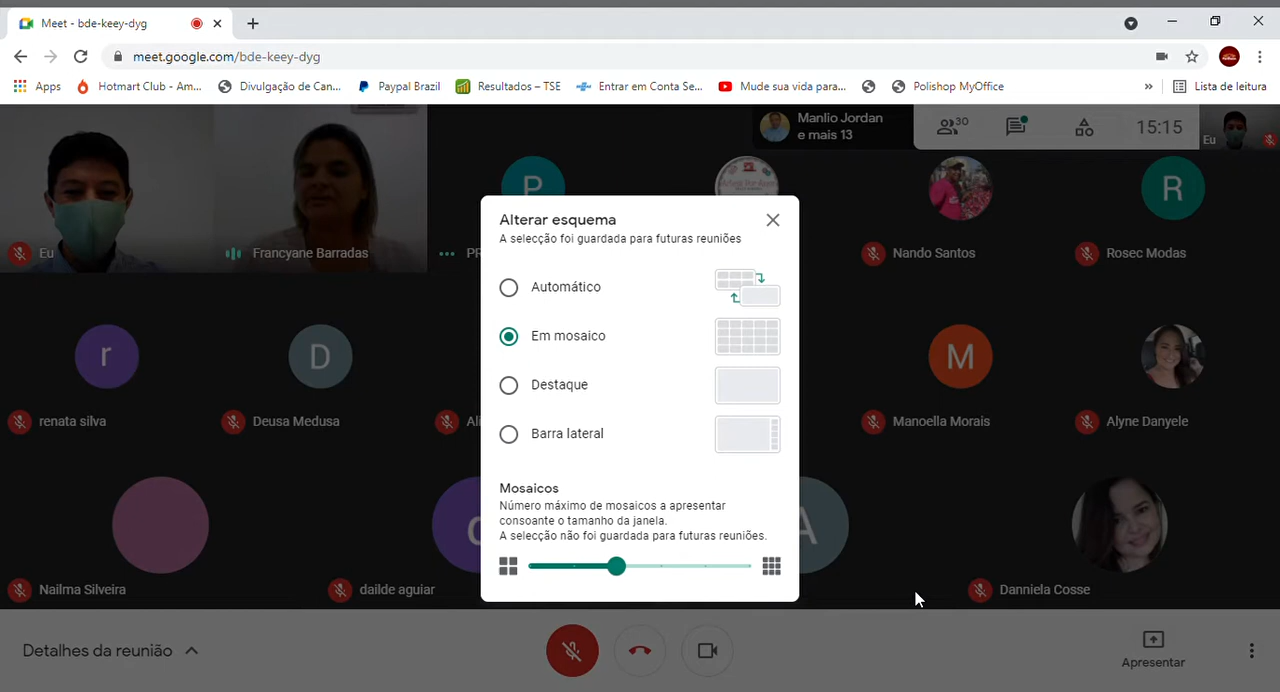 Meet - bde-keey-dyg
meet.google.com/bde-keey-dyg
Apps
Hotmart Club - Am...
Divulgação de Can...
Paypal Brazil
Resultados – TSE
Entrar em Conta Se...
Mude sua vida para...
Polishop MyOffice
»
Lista de leitura
Manlio Jordan
e mais 13
30
15:15
Eu
Eu
Francyane Barradas
P
Nando Santos
R
Rosec Modas
Alterar esquema
A selecção foi guardada para futuras reuniões
Automático
Em mosaico
Destaque
Barra lateral
Mosaicos
Número máximo de mosaicos a apresentar
consoante o tamanho da janela.
A selecção não foi guardada para futuras reuniões.
r
renata silva
D
Deusa Medusa
M
Manoella Morais
Alyne Danyele
Nailma Silveira
dailde aguiar
A
Danniela Cosse
Detalhes da reunião
Apresentar